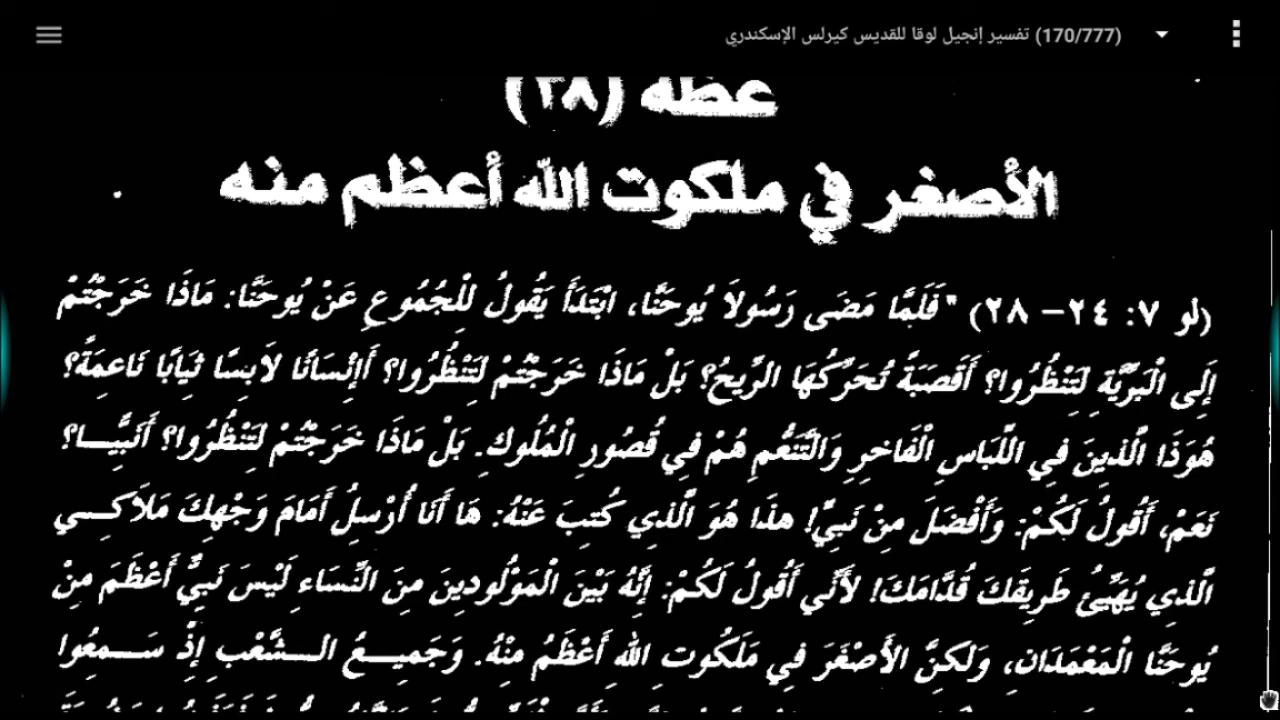 تفسير إنجيل لوقا للقديس كيرلس الإسكندري (170/777)
عظة (٣٨)
الأصغر في ملكوت الله أعظم منه
(لو ٧: ٢٤- ٢٨) "فَلَمَّا مَضَى رَسُولاَ يُوحَنَّا، ابْتَدَأَ يَقُولُ لِلْجُمُوعِ عَنْ يُوحَنَّا: مَاذَا خَرَجْتُمْ
إِلَى الْبَرِّيَّةِ لِتَنْظُرُوا؟ أَقَصَبَةً تُحَرِّكُهَا الرِّيحُ؟ بَلْ مَاذَا خَرَجْتُمْ لِتَنْظُرُوا؟ أَإِنْسَانًا لاَبِسًا ثِيَابًا نَاعِمَةً؟
هُوَذَا الَّذِينَ فِي اللِّبَاسِ الْفَاخِرِ وَالتَّنَعُّمِ هُمْ فِي قُصُورِ الْمُلُوكِ. بَلْ مَاذَا خَرَجْتُمْ لِتَنْظُرُوا؟ أَنَبِيًّا؟
نَعَمْ، أَقُولُ لَكُمْ: وَأَفْضَلَ مِنْ نَبِيٍّ! هذَا هُوَ الَّذِي كُتِبَ عَنْهُ: هَا أَنَا أُرْسِلُ أَمَامَ وَجْهِكَ مَلاَكِي
الَّذِي يُهَيِّئُ طَرِيقَكَ قُدَّامَكَ! لأَنِّي أَقُولُ لَكُمْ: إِنَّهُ بَيْنَ الْمَوْلُودِينَ مِنَ النِّسَاءِ لَيْسَ نَبِيٌّ أَعْظَمَ مِنْ
يُوحَنَّا الْمَعْمَدَانِ، وَلكِنَّ الأَصْغَرَ فِي مَلَكُوتِ اللهِ أَعْظَمُ مِنْهُ. وَجَمِيعُ الشَّعْبِ إِذْ سَمِعُوا